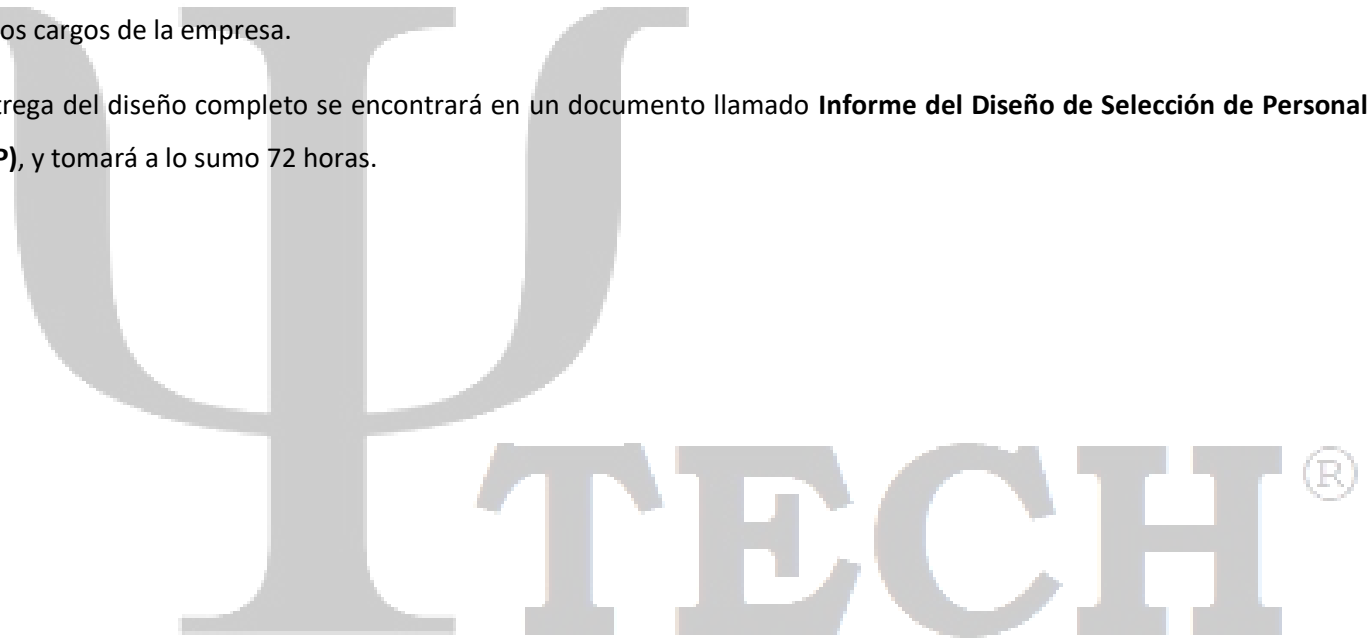 os cargos de la empresa.
trega del diseño completo se encontrará en un documento llamado Informe del Diseño de Selección de Personal
P), y tomará a lo sumo 72 horas.
Ψ TECH ®